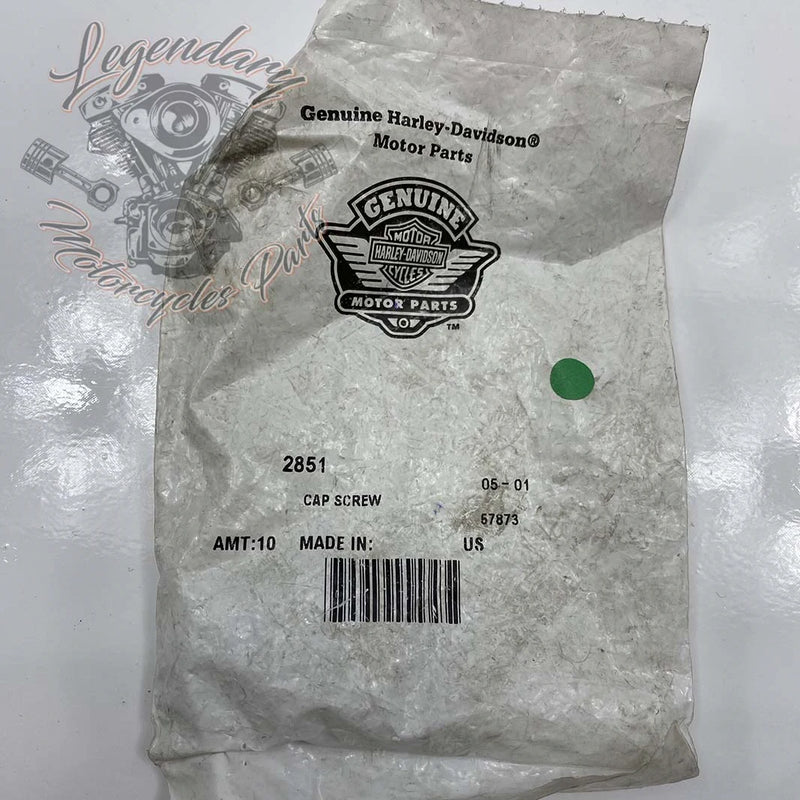 Legendary
Motorcycles Parts
Genuine Harley-Davidson®
Motor Parts
GENUINE
MOTOR
HARLEY-DAVIDSON
CYCLES
MOTOR PARTS
TM
2851
05-01
CAP SCREW
57873
AMT:10 MADE IN: US